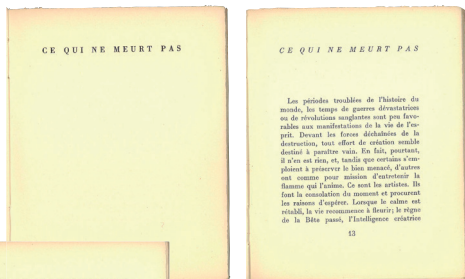 CE QUI NE MEURT PAS
CE QUI NE MEURT PAS
Les périodes troublées de l'histoire du
monde, les temps de guerres dévastatrices
ou de révolutions sanglantes sont peu favo-
rables aux manifestations de la vie de l'es-
prit. Devant les forces déchaînées de la
destruction, tout effort de création semble
destiné à paraître vain. En fait, pourtant,
il n'en est rien, et, tandis que certains s'em-
ploient à préserver le bien menacé, d'autres
ont comme pour mission d'entretenir la
flamme qui l'anime. Ce sont les artistes. Ils
font la consolation du moment et procurent
les raisons d'espérer. Lorsque le calme est
rétabli, la vie recommence à fleurir; le règne
de la Bête passé, l'Intelligence créatrice
13